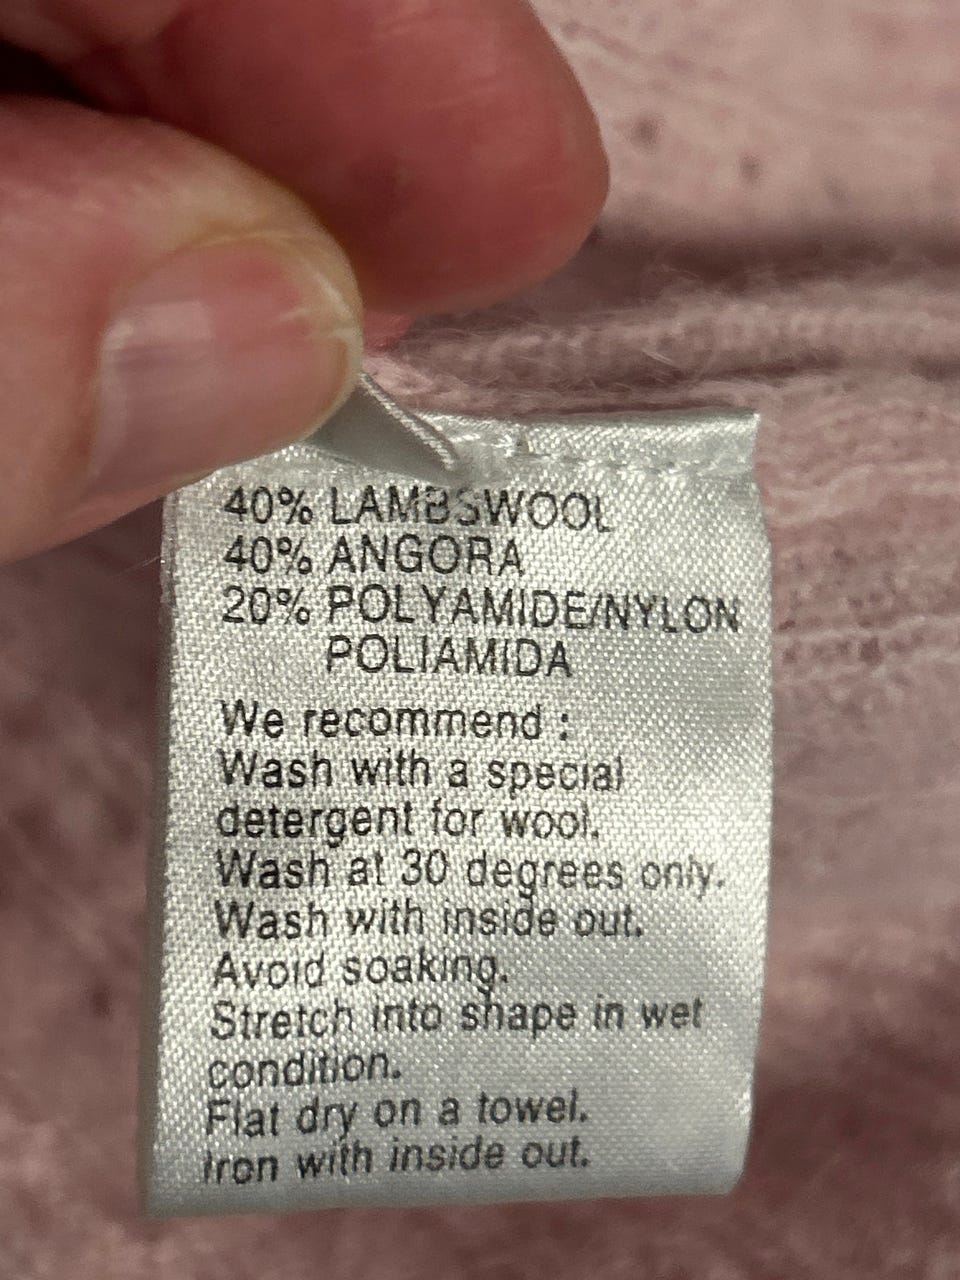 40% LAMBSWOOL
40% ANGORA
20% POLYAMIDE/NYLON
POLIAMIDA
We recommend :
Wash with a special
detergent for wool.
Wash at 30 degrees only.
Wash with inside out.
Avoid soaking.
Stretch into shape in wet
condition.
Flat dry on a towel.
Iron with inside out.